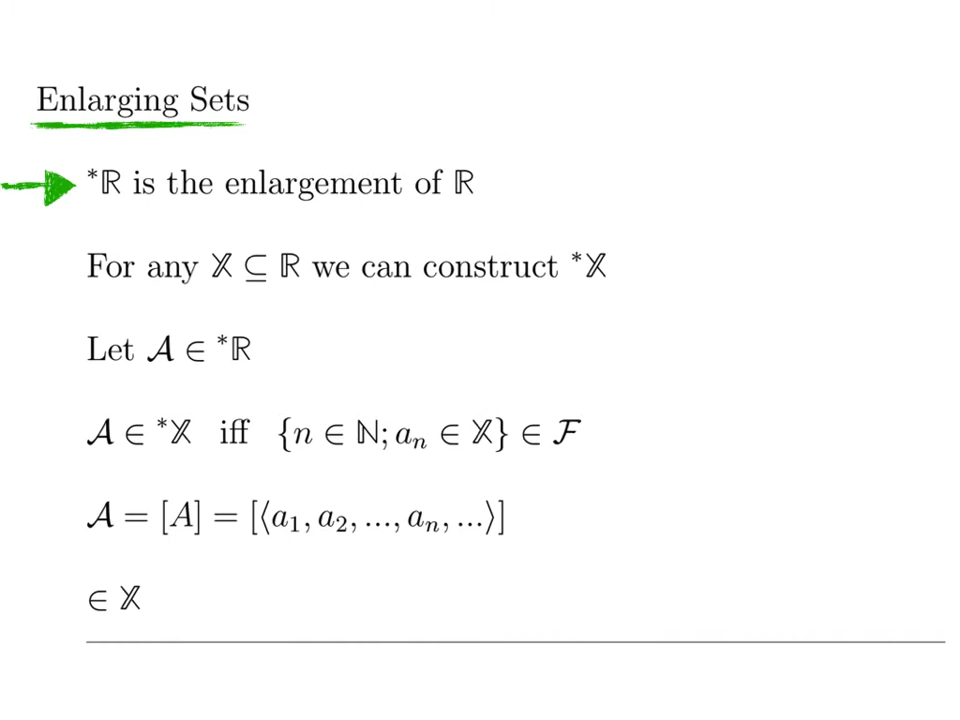 Enlarging Sets
*ℝ is the enlargement of ℝ
For any 𝕏 ⊆ ℝ we can construct *𝕏
Let 𝒜 ∈ *ℝ
𝒜 ∈ *𝕏 iff {n ∈ ℕ; aₙ ∈ 𝕏} ∈ ℱ
𝒜 = [A] = [⟨a₁, a₂, ..., aₙ, ...⟩]
∈ 𝕏